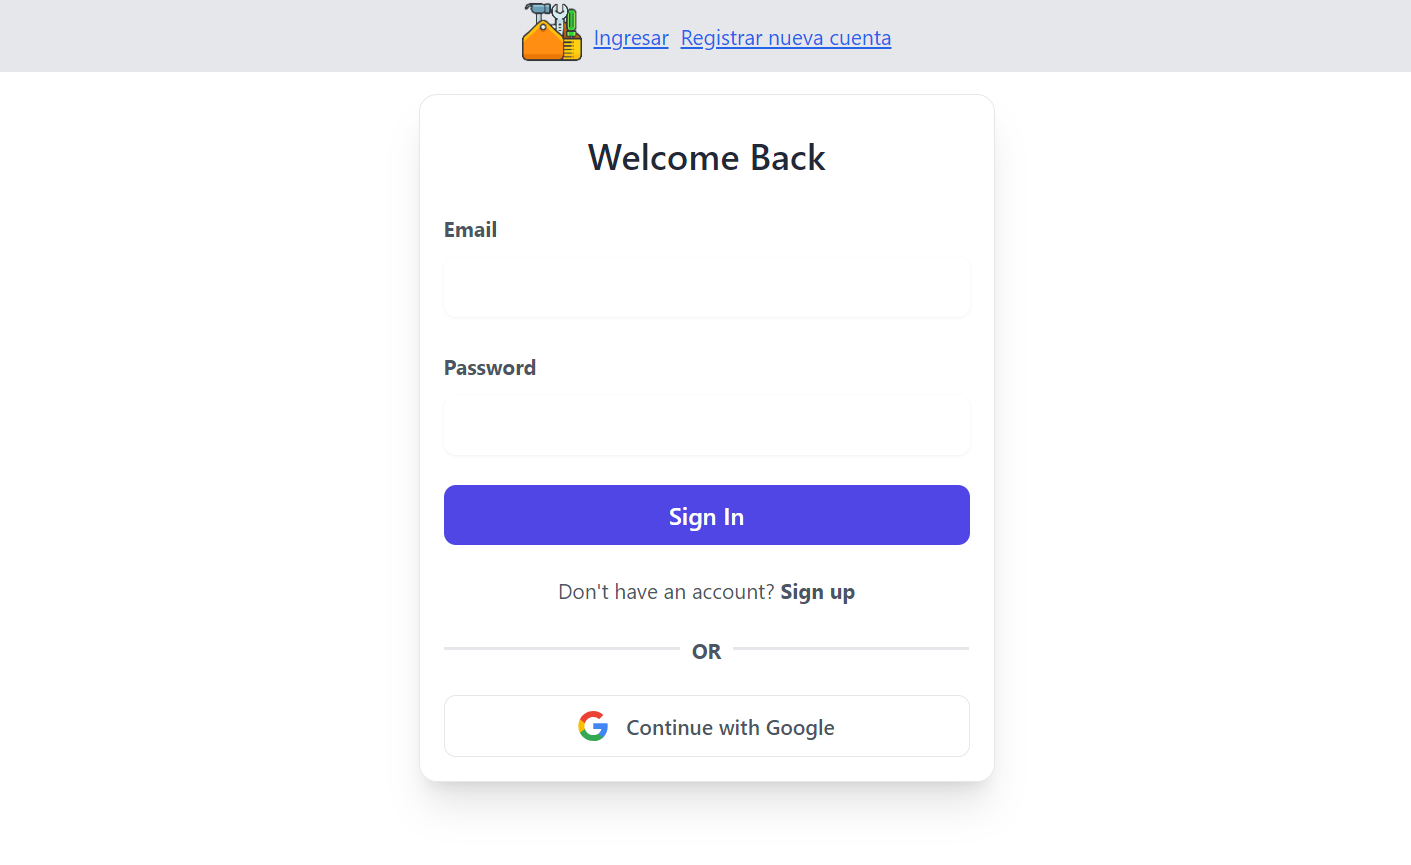 Ingresar Registrar nueva cuenta
Welcome Back
Email
Password
Sign In
Don't have an account? Sign up
OR
Continue with Google